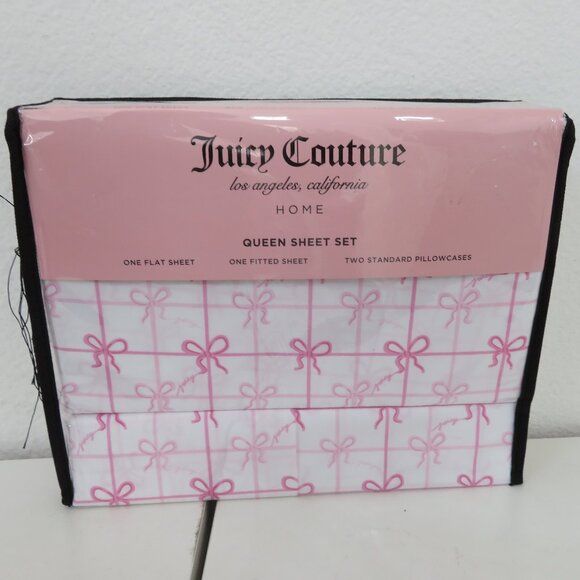 Juicy Couture
los angeles, california
HOME
QUEEN SHEET SET
ONE FLAT SHEET ONE FITTED SHEET TWO STANDARD PILLOWCASES